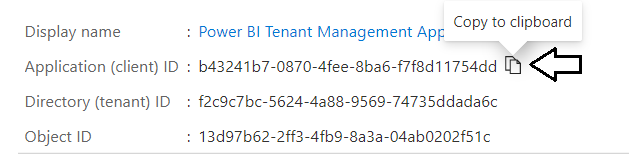 Copy to clipboard
Display name : Power BI Tenant Management App
Application (client) ID : b43241b7-0870-4fee-8ba6-f7f8d11754dd
Directory (tenant) ID : f2c9c7bc-5624-4a88-9569-74735ddada6c
Object ID : 13d97b62-2ff3-4fb9-8a3a-04ab0202f51c